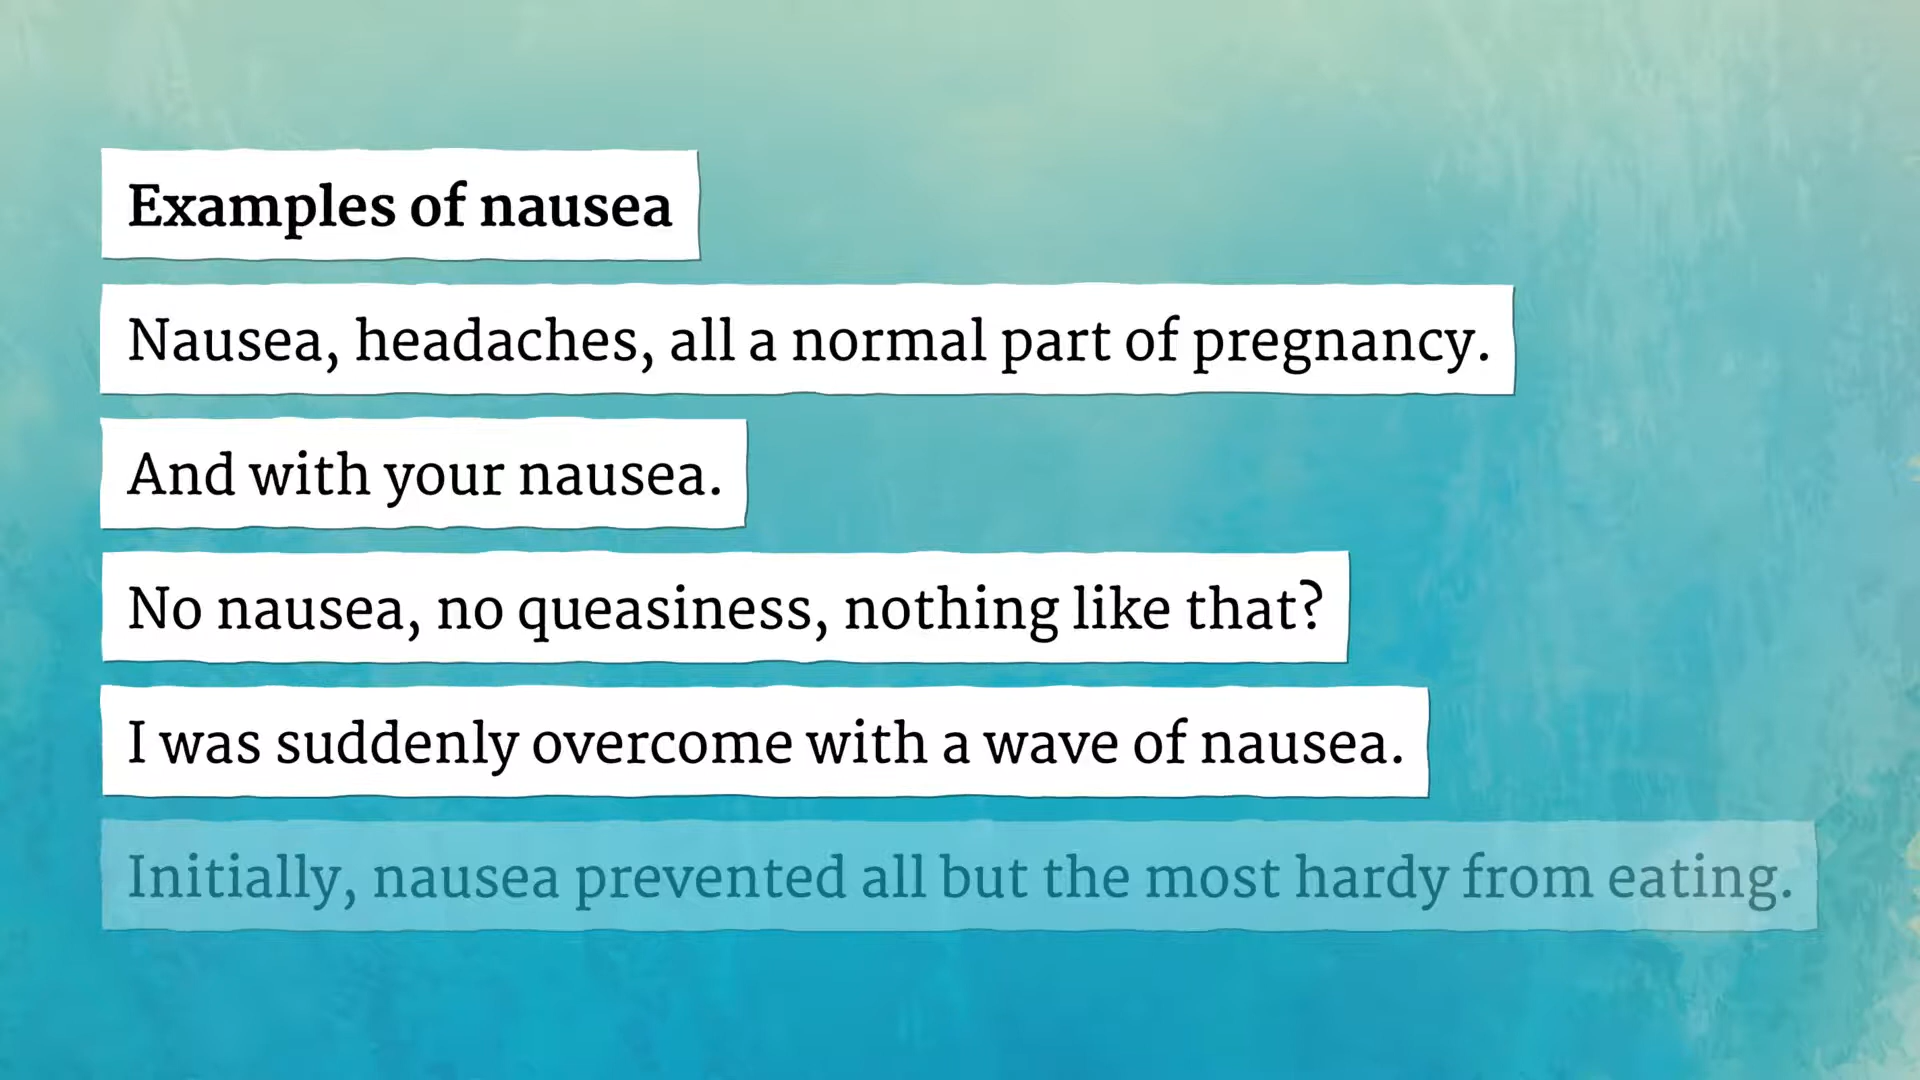 Examples of nausea
Nausea, headaches, all a normal part of pregnancy.
And with your nausea.
No nausea, no queasiness, nothing like that?
I was suddenly overcome with a wave of nausea.
Initially, nausea prevented all but the most hardy from eating.